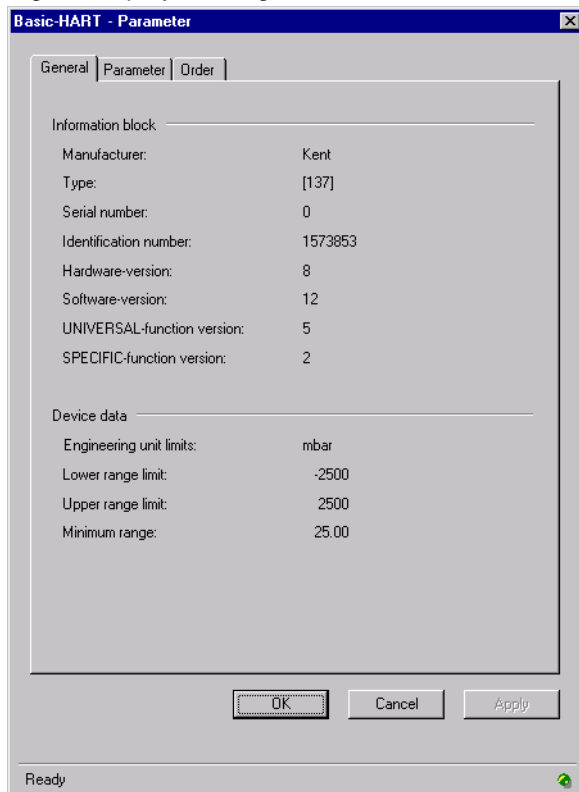 Basic-HART - Parameter
General Parameter Order
Information block
Manufacturer: Kent
Type: [137]
Serial number: 0
Identification number: 1573853
Hardware-version: 8
Software-version: 12
UNIVERSAL-function version: 5
SPECIFIC-function version: 2
Device data
Engineering unit limits: mbar
Lower range limit: -2500
Upper range limit: 2500
Minimum range: 25.00
OK Cancel Apply
Ready